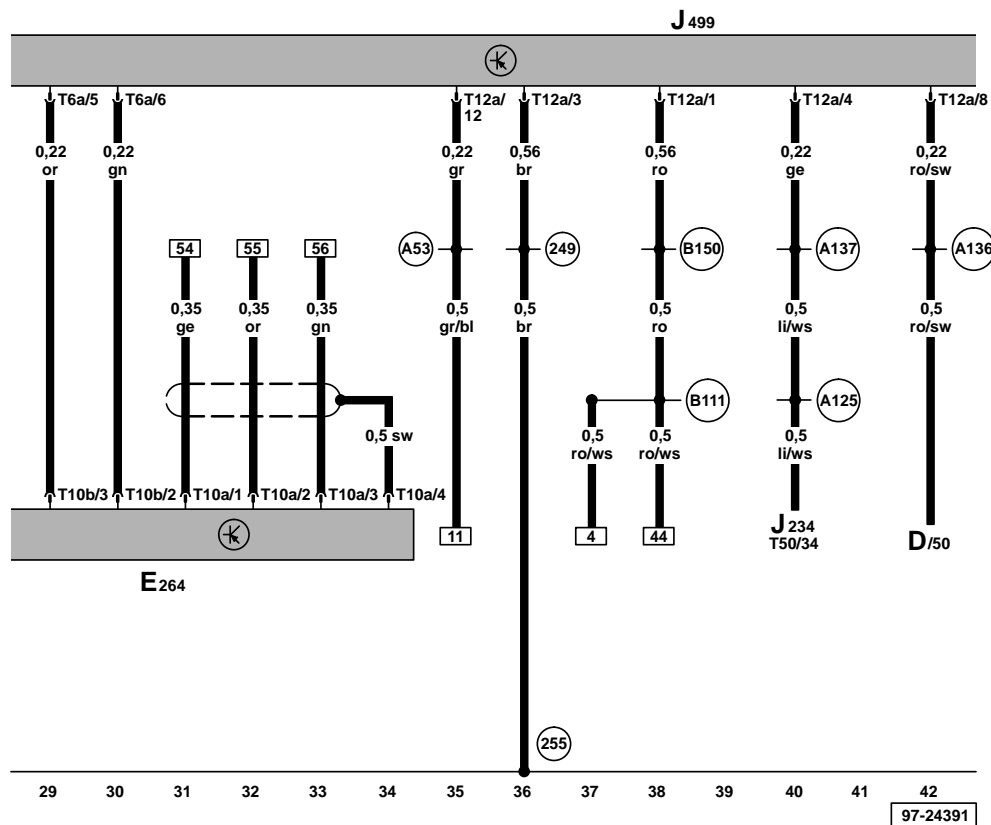 J 499
T6a/5 T6a/6 T12a/ T12a/3 T12a/1 T12a/4 T12a/8
12
0,22 0,22 0,22 0,56 0,56 0,22 0,22
or gn gr br ro ge ro/sw
54 55 56 A53 249 B150 A137 A136
0,35 0,35 0,35 0,5 0,5 0,5 0,5 0,5
ge or gn gr/bl br ro li/ws ro/sw
B111 A125
0,5 sw 0,5 0,5 0,5
ro/ws ro/ws li/ws
T10b/3 T10b/2 T10a/1 T10a/2 T10a/3 T10a/4
11 4 44 J 234 D/50
T50/34
E 264
255
29 30 31 32 33 34 35 36 37 38 39 40 41 42
97-24391